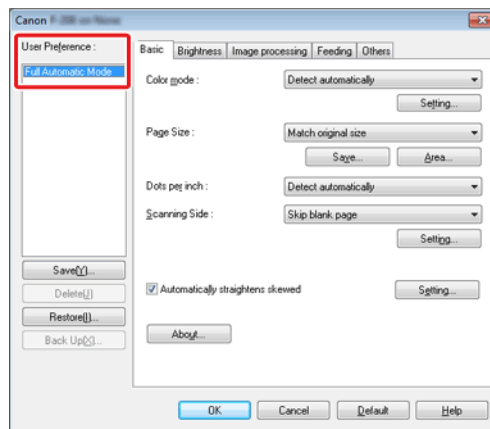 Canon
User Preference :
Full Automatic Mode
Save(Y)...
Delete(J)
Restore(I)...
Back Up(X)...
Basic Brightness Image processing Feeding Others
Color mode : Detect automatically
Setting...
Page Size : Match original size
Save... Area...
Dots per inch : Detect automatically
Scanning Side : Skip blank page
Setting...
Automatically straightens skewed Setting...
About...
OK Cancel Default Help